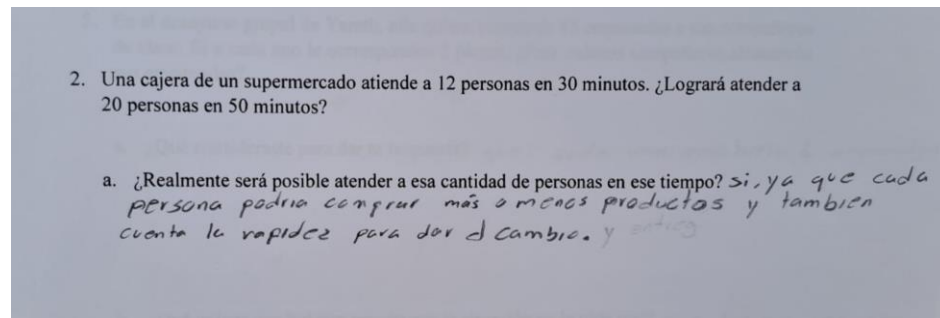 2. Una cajera de un supermercado atiende a 12 personas en 30 minutos. ¿Logrará atender a
20 personas en 50 minutos?
a. ¿Realmente será posible atender a esa cantidad de personas en ese tiempo? si, ya que cada
persona podria comprar más o menos productos y tambien
cuenta la rapidez para dar el cambio. y